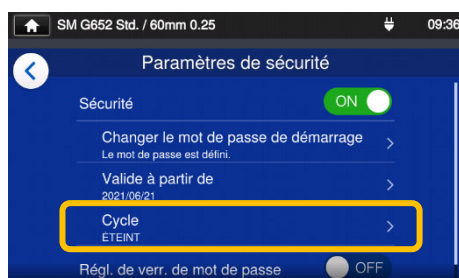 SM G652 Std. / 60mm 0.25 09:36
Paramètres de sécurité
Sécurité ON
Changer le mot de passe de démarrage
Le mot de passe est défini.
Valide à partir de
2021/06/21
Cycle
ÉTEINT
Régl. de verr. de mot de passe OFF